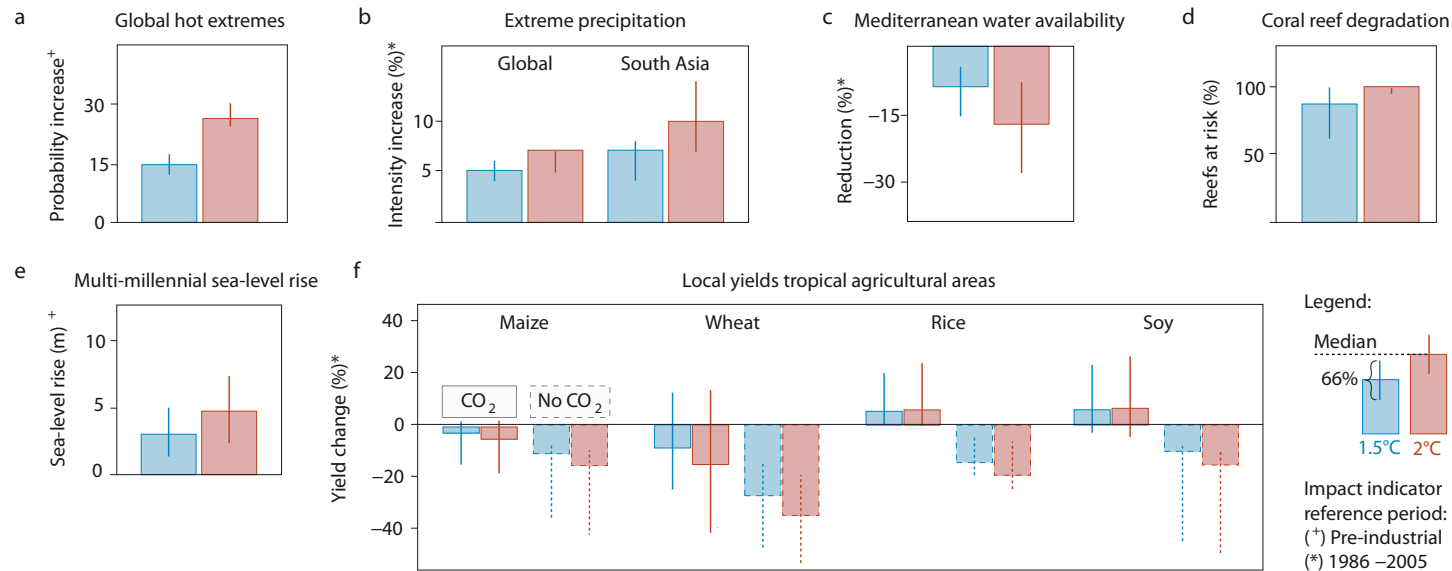 a
Global hot extremes
Probability increase+
30
15
0
b
Extreme precipitation
Intensity increase (%)*
Global
South Asia
10
5
c
Mediterranean water availability
Reduction (%)*
−15
−30
d
Coral reef degradation
Reefs at risk (%)
100
50
e
Multi-millennial sea-level rise
Sea-level rise (m) +
10
5
0
f
Local yields tropical agricultural areas
Yield change (%)*
Maize
Wheat
Rice
Soy
40
20
0
−20
−40
CO₂
No CO₂
Legend:
Median
66%
1.5°C
2°C
Impact indicator
reference period:
(+) Pre-industrial
(*) 1986 −2005